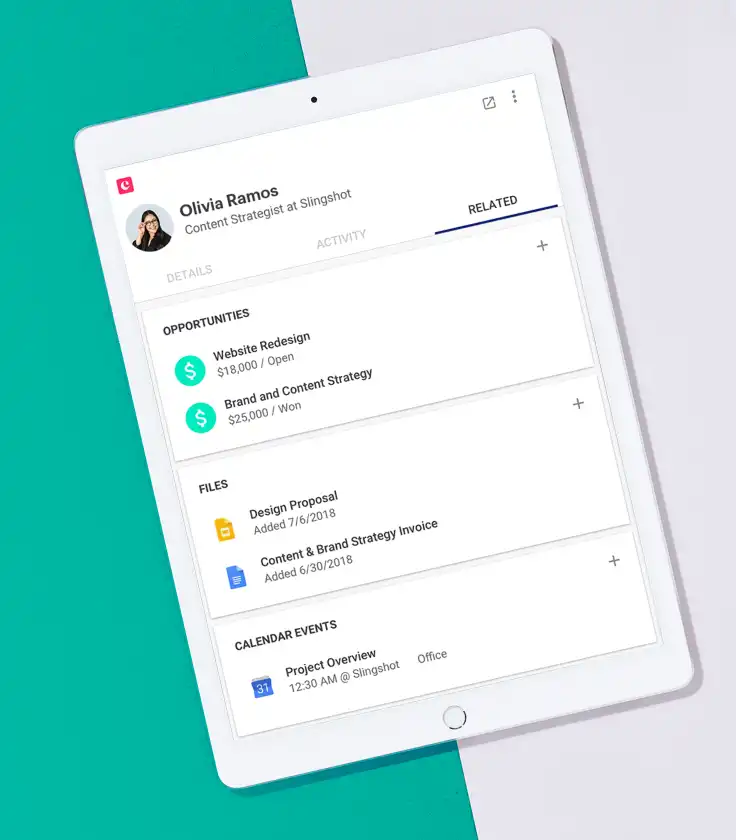 Olivia Ramos
Content Strategist at Slingshot
DETAILS
ACTIVITY
RELATED
OPPORTUNITIES
Website Redesign
$18,000 / Open
Brand and Content Strategy
$25,000 / Won
FILES
Design Proposal
Added 7/6/2018
Content & Brand Strategy Invoice
Added 6/30/2018
CALENDAR EVENTS
31
Project Overview
12:30 AM @ Slingshot Office